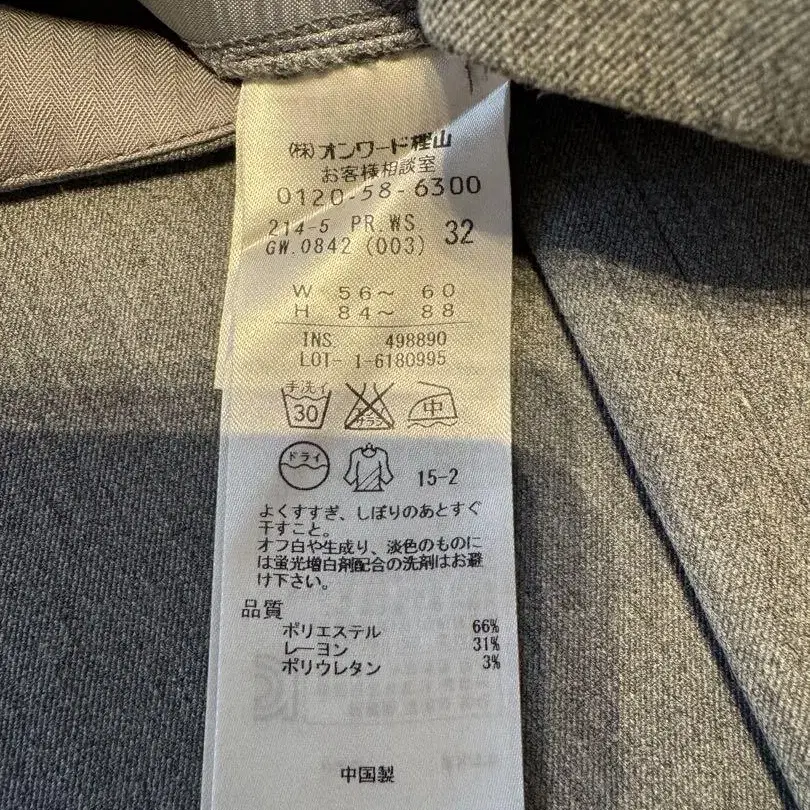 (株)オンワード樫山
お客様相談室
0120-58-6300
214-5 PR.WS.
GW.0842 (003) 32
W 56～ 60
H 84～ 88
INS 498890
LOT- 1-6180995
手洗イ
30
エンソ
サラシ
中
ドライ
15-2
よくすすぎ、しぼりのあとすぐ
干すこと。
オフ白や生成り、淡色のものに
は蛍光増白剤配合の洗剤はお避
け下さい。
品質
ポリエステル 66%
レーヨン 31%
ポリウレタン 3%
中国製